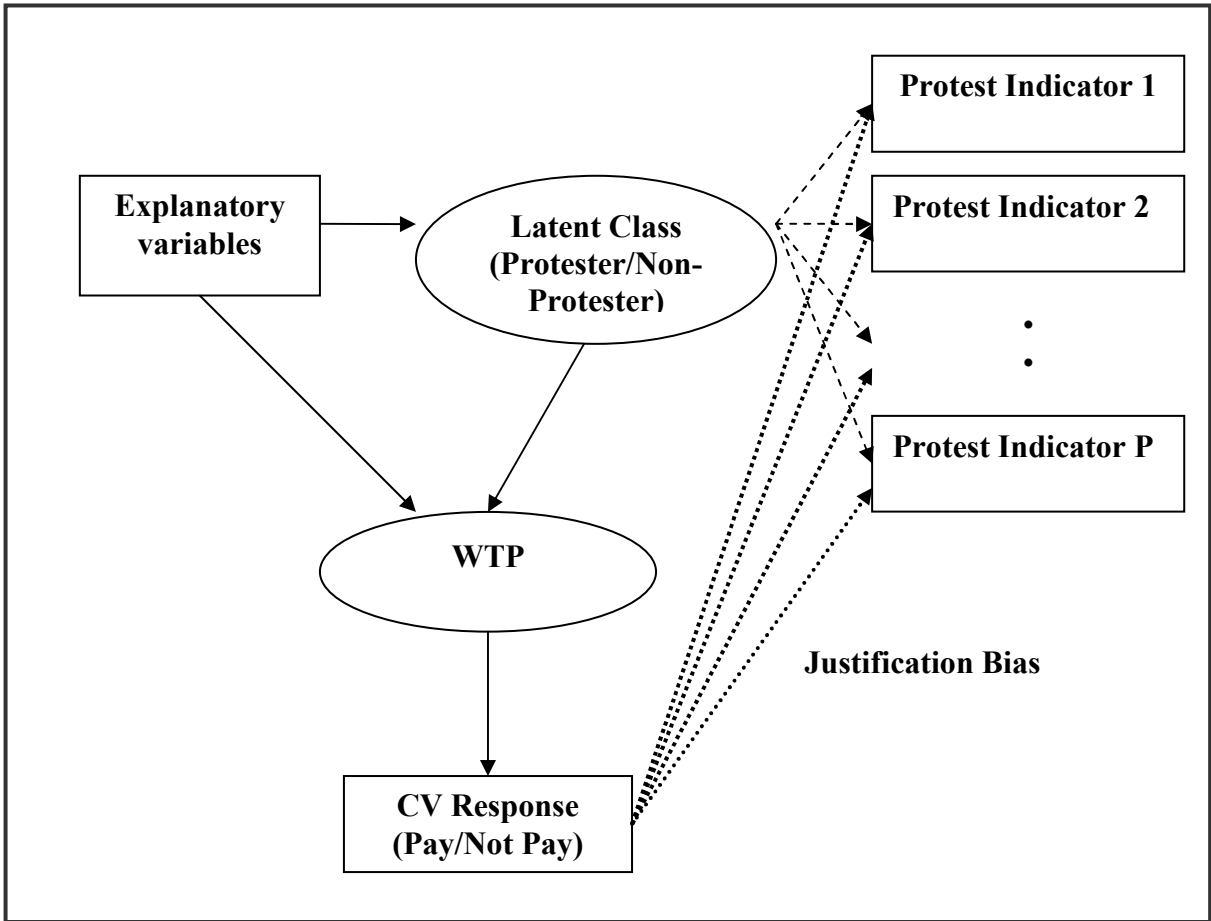 Protest Indicator 1
Explanatory
variables
Latent Class
(Protester/Non-
Protester)
Protest Indicator 2
Protest Indicator P
WTP
Justification Bias
CV Response
(Pay/Not Pay)